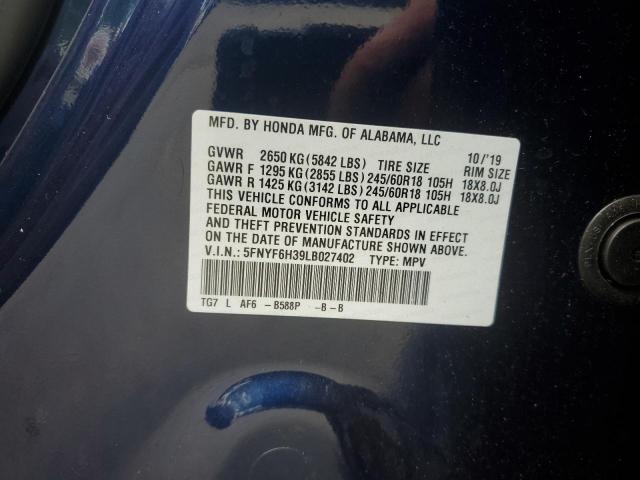 MFD. BY HONDA MFG. OF ALABAMA, LLC 10/'19
GVWR 2650 KG (5842 LBS) TIRE SIZE RIM SIZE
GAWR F 1295 KG (2855 LBS) 245/60R18 105H 18X8.0J
GAWR R 1425 KG (3142 LBS) 245/60R18 105H 18X8.0J
THIS VEHICLE CONFORMS TO ALL APPLICABLE
FEDERAL MOTOR VEHICLE SAFETY
AND THEFT PREVENTION STANDARDS IN EFFECT
ON THE DATE OF MANUFACTURE SHOWN ABOVE.
V.I.N.: 5FNYF6H39LB027402 TYPE: MPV
TG7 L AF6 -B588P -B-B